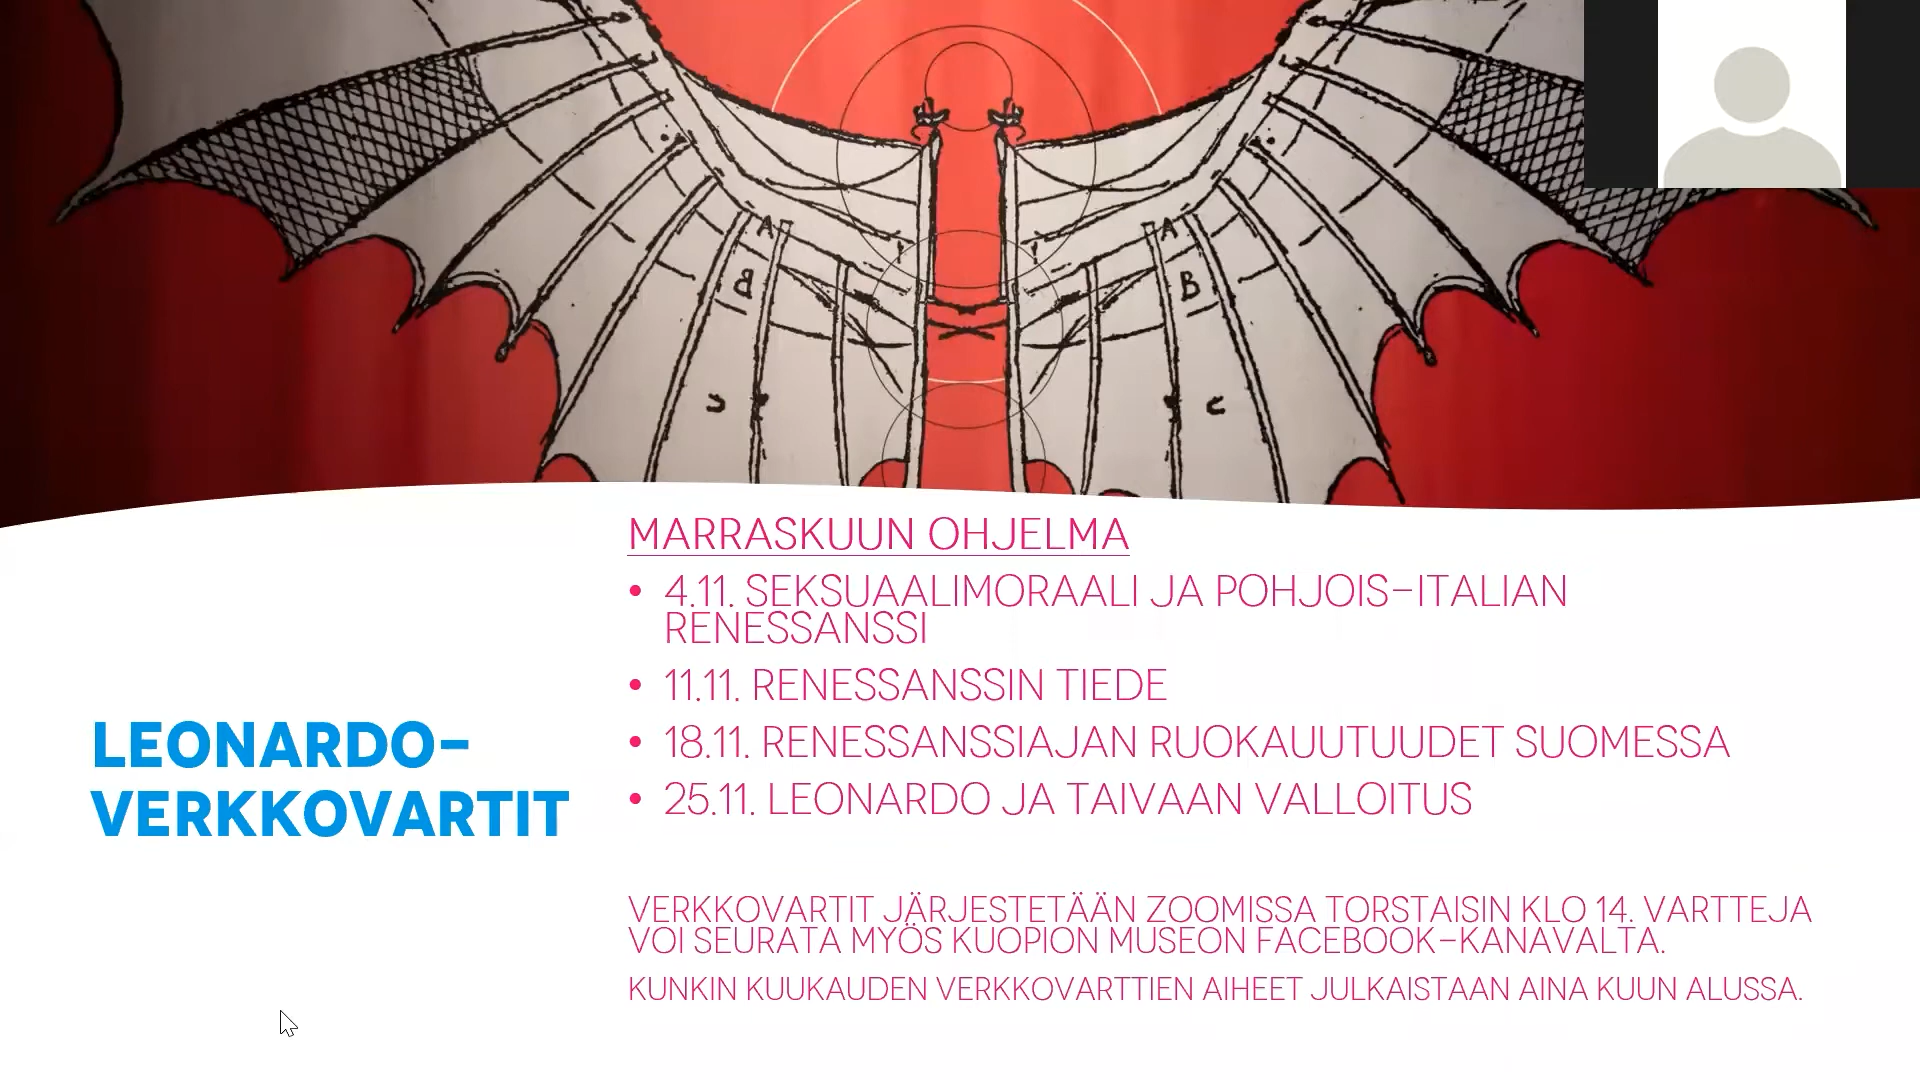 A
B
A
B
C
C
MARRASKUUN OHJELMA
• 4.11. SEKSUAALIMORAALI JA POHJOIS-ITALIAN
RENESSANSSI
• 11.11. RENESSANSSIN TIEDE
• 18.11. RENESSANSSIAJAN RUOKAUUTUUDET SUOMESSA
• 25.11. LEONARDO JA TAIVAAN VALLOITUS
LEONARDO-
VERKKOVARTIT
VERKKOVARTIT JÄRJESTETÄÄN ZOOMISSA TORSTAISIN KLO 14. VARTTEJA
VOI SEURATA MYÖS KUOPION MUSEON FACEBOOK-KANAVALTA.
KUNKIN KUUKAUDEN VERKKOVARTTIEN AIHEET JULKAISTAAN AINA KUUN ALUSSA.